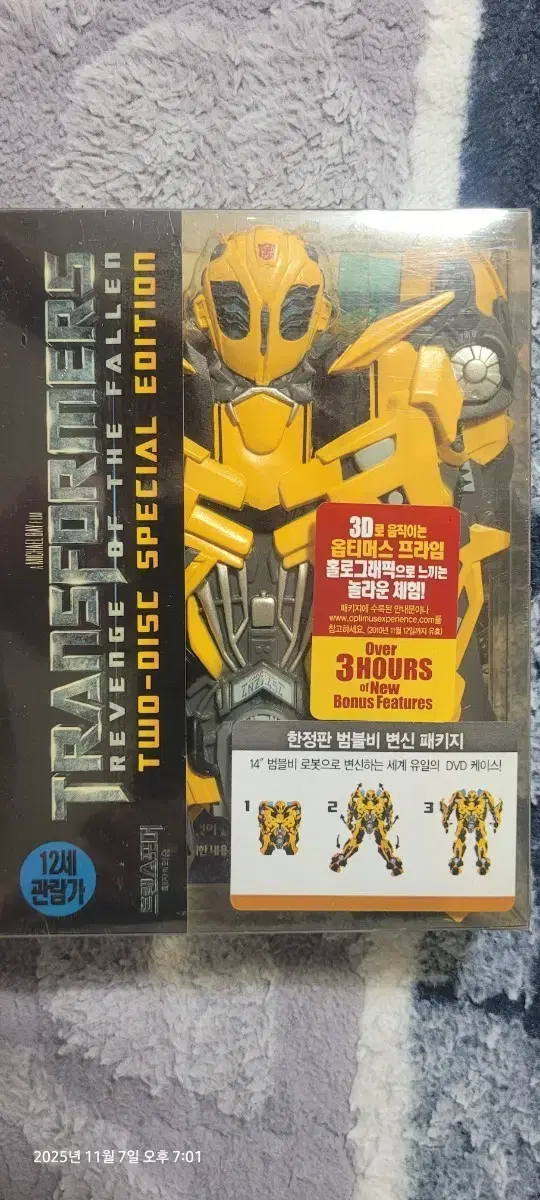 A MICHAEL BAY FILM
TRANSFORMERS
REVENGE OF THE FALLEN
TWO-DISC SPECIAL EDITION
3D로 움직이는
옵티머스 프라임
홀로그래픽으로 느끼는
놀라운 체험!
패키지에 수록된 안내문이나
www.optimusexperience.com를
참고하세요. (2010년 11월 12일까지 유효)
Over
3 HOURS
of New
Bonus Features
한정판 범블비 변신 패키지
14" 범블비 로봇으로 변신하는 세계 유일의 DVD 케이스!
1
2
3
12세
관람가
트랜스포머
패자의 역습
2025년 11월 7일 오후 7:01